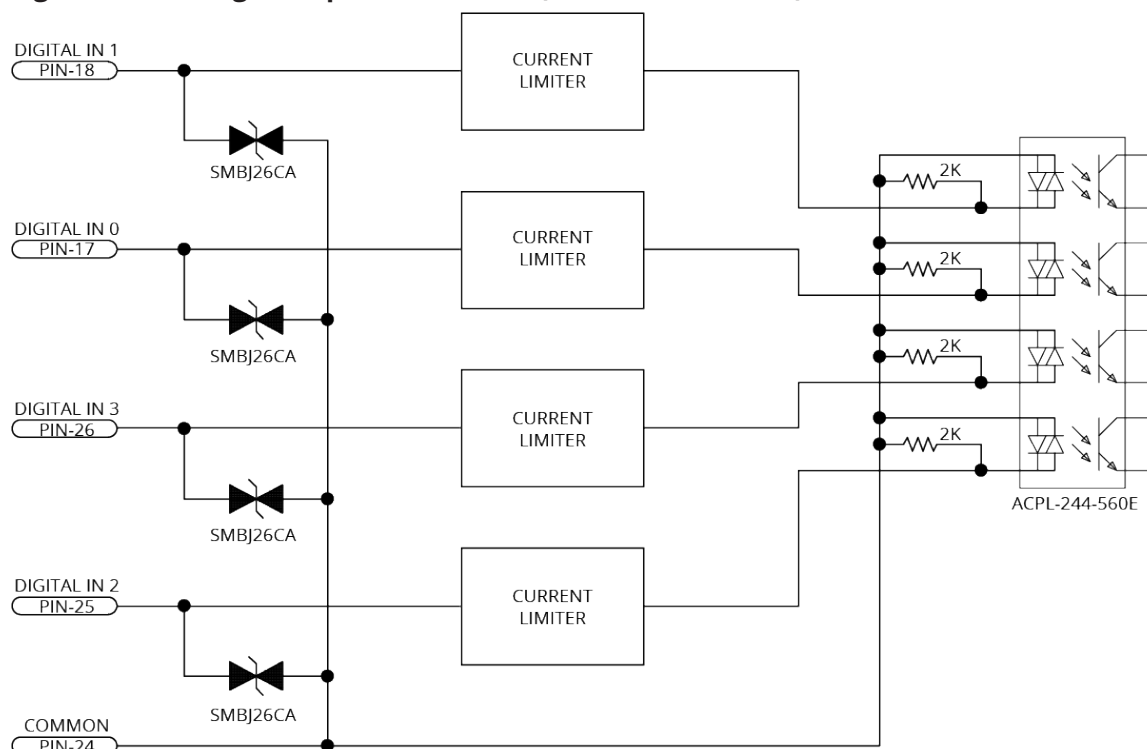 DIGITAL IN 1
PIN-18
CURRENT
LIMITER
SMBJ26CA
2K
DIGITAL IN 0
PIN-17
CURRENT
LIMITER
2K
SMBJ26CA
2K
DIGITAL IN 3
PIN-26
CURRENT
LIMITER
2K
ACPL-244-560E
SMBJ26CA
DIGITAL IN 2
PIN-25
CURRENT
LIMITER
SMBJ26CA
COMMON
PIN-24